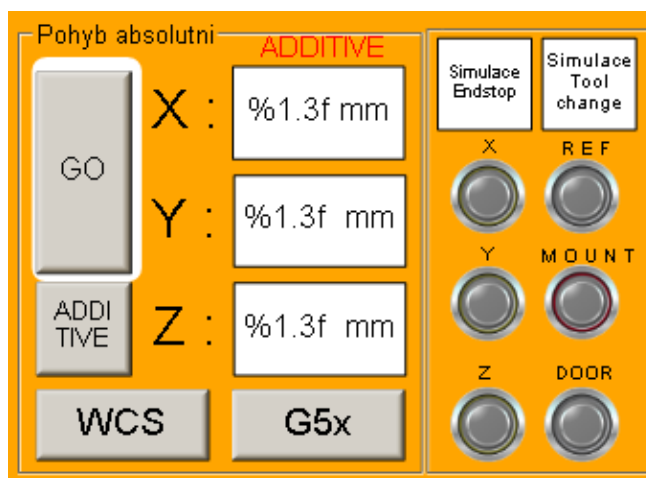 Pohyb absolutni
ADDITIVE
GO
X :
%1.3f mm
Y :
%1.3f mm
ADDI
TIVE
Z :
%1.3f mm
WCS
G5x
Simulace
Endstop
Simulace
Tool
change
X
REF
Y
MOUNT
Z
DOOR